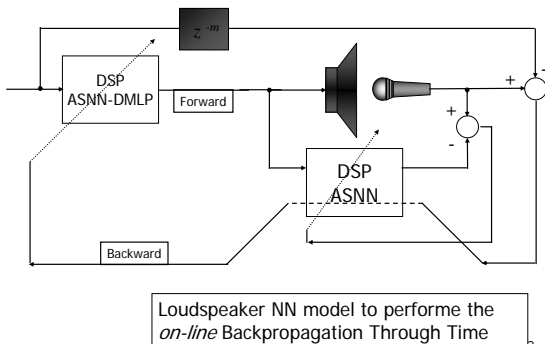 z⁻ᵐ
-
DSP
ASNN-DMLP
Forward
+
+
-
DSP
ASNN
Backward
Loudspeaker NN model to performe the
on-line Backpropagation Through Time